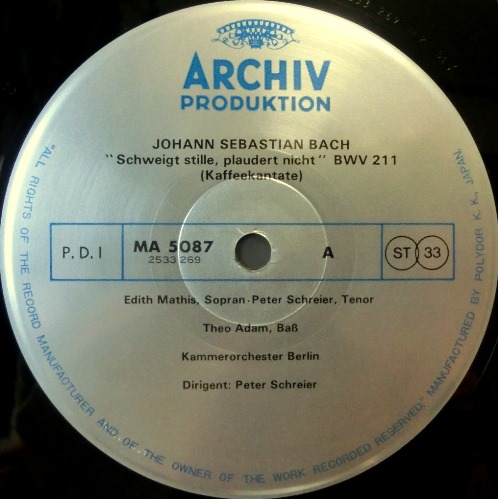 ARCHIV
PRODUKTION
JOHANN SEBASTIAN BACH
"Schweigt stille, plaudert nicht" BWV 211
(Kaffeekantate)
P.D.I
MA 5087
2533 269
A
ST 33
Edith Mathis, Sopran·Peter Schreier, Tenor
Theo Adam, Baß
Kammerorchester Berlin
Dirigent: Peter Schreier
"ALL RIGHTS OF THE RECORD MANUFACTURER AND OF THE OWNER OF THE WORK RECORDED RESERVED," MANUFACTURED BY POLYDOR K. K., JAPAN.